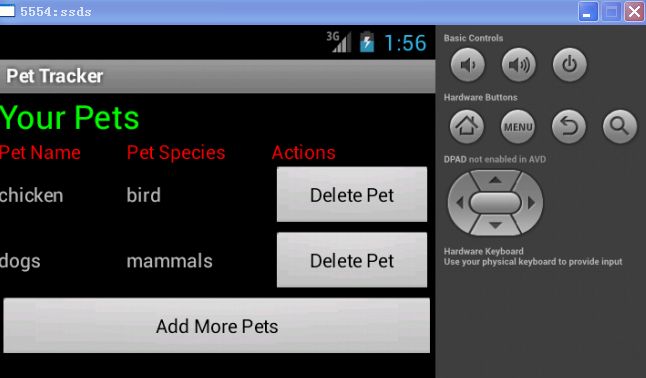 5554:ssds
3G 1:56
Pet Tracker
Your Pets
Pet Name Pet Species Actions
chicken bird Delete Pet
dogs mammals Delete Pet
Add More Pets
Basic Controls
Hardware Buttons
MENU
DPAD not enabled in AVD
Hardware Keyboard
Use your physical keyboard to provide input